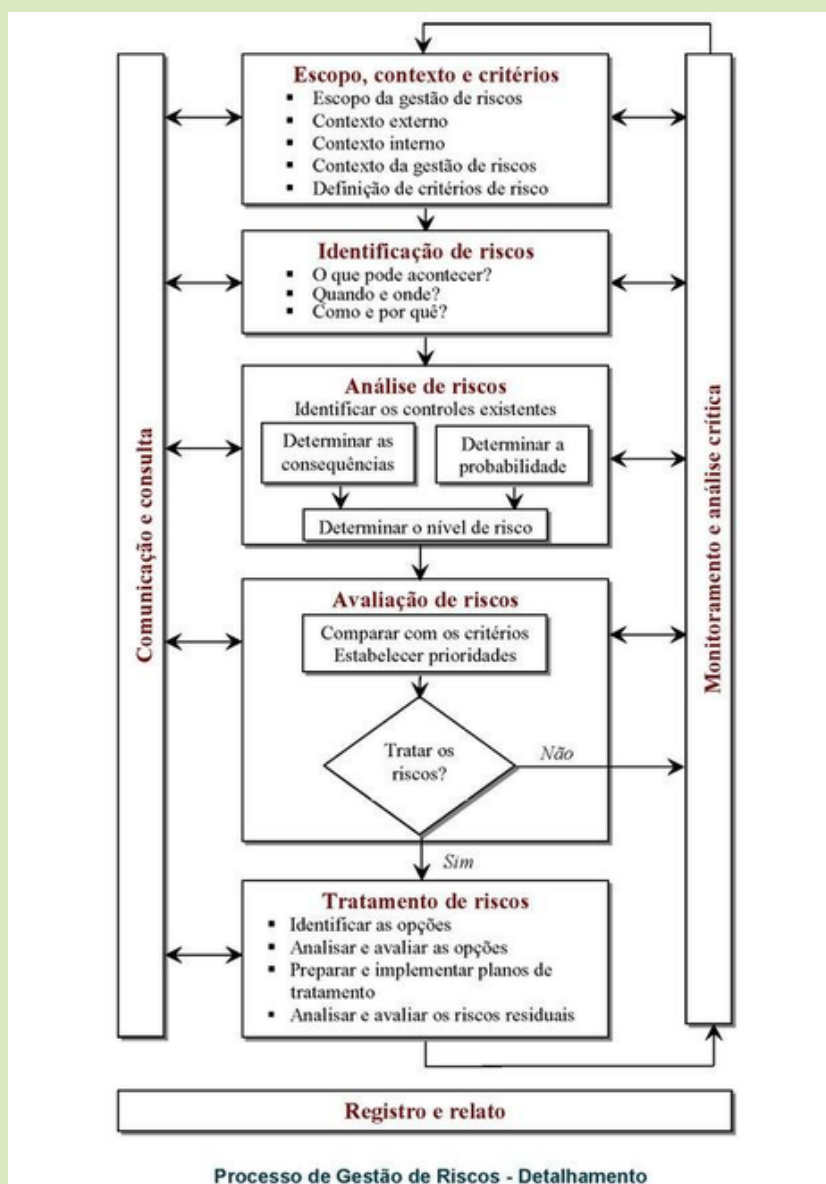 Escopo, contexto e critérios
▪ Escopo da gestão de riscos
▪ Contexto externo
▪ Contexto interno
▪ Contexto da gestão de riscos
▪ Definição de critérios de risco
Identificação de riscos
▪ O que pode acontecer?
▪ Quando e onde?
▪ Como e por quê?
Análise de riscos
Identificar os controles existentes
Determinar as
consequências
Determinar a
probabilidade
Determinar o nível de risco
Avaliação de riscos
Comparar com os critérios
Estabelecer prioridades
Tratar os
riscos?
Não
Sim
Tratamento de riscos
▪ Identificar as opções
▪ Analisar e avaliar as opções
▪ Preparar e implementar planos de
tratamento
▪ Analisar e avaliar os riscos residuais
Comunicação e consulta
Monitoramento e análise crítica
Registro e relato
Processo de Gestão de Riscos - Detalhamento